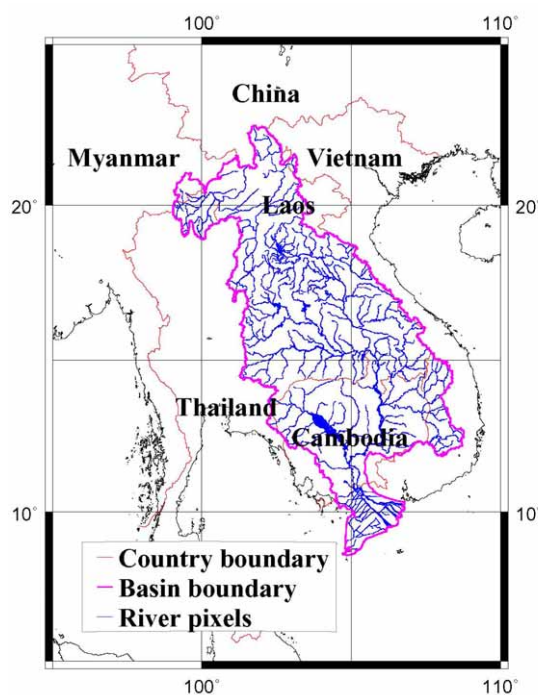 100°
110°
China
Myanmar
Vietnam
20°
Laos
20°
Thailand
Cambodia
10°
10°
Country boundary
Basin boundary
River pixels
100°
110°